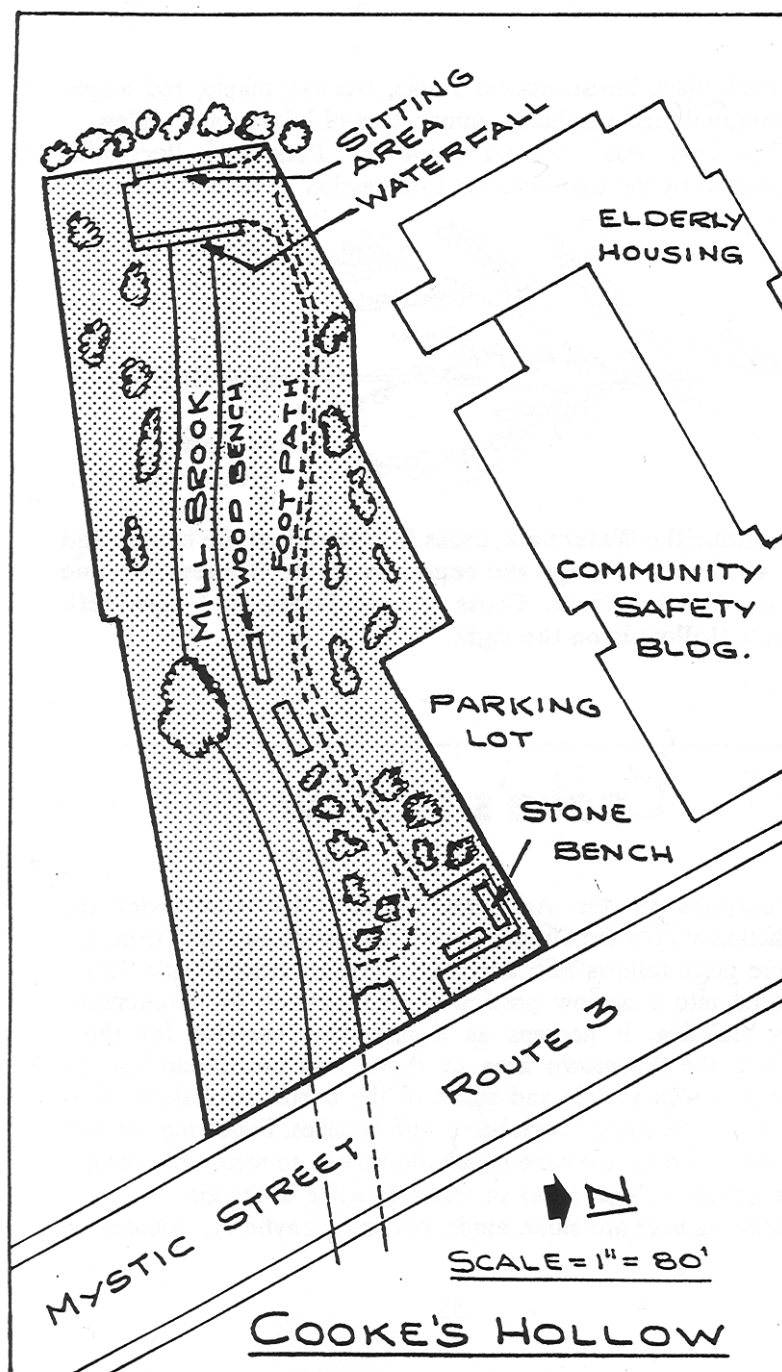 SITTING
AREA
WATERFALL
ELDERLY
HOUSING
MILL BROOK
WOOD BENCH
FOOT PATH
COMMUNITY
SAFETY
BLDG.
PARKING
LOT
STONE
BENCH
MYSTIC STREET
ROUTE 3
N
SCALE = 1" = 80'
COOKE'S HOLLOW